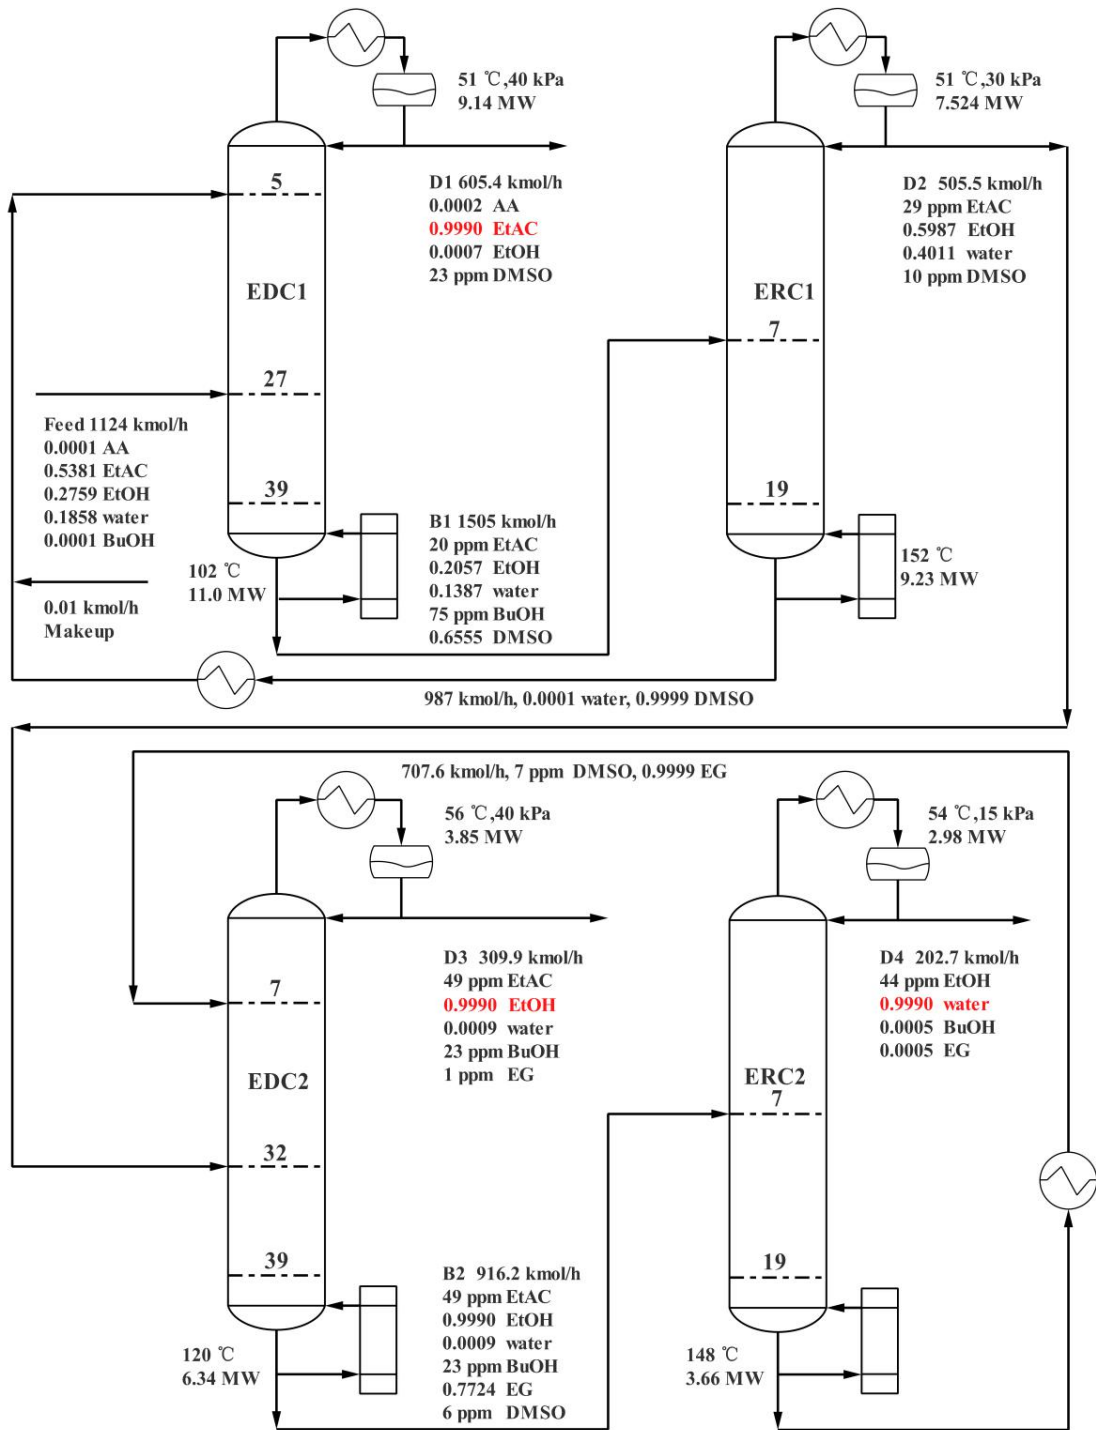 51 ℃,40 kPa
9.14 MW
51 ℃,30 kPa
7.524 MW
5
D1 605.4 kmol/h
0.0002 AA
0.9990 EtAC
0.0007 EtOH
23 ppm DMSO
D2 505.5 kmol/h
29 ppm EtAC
0.5987 EtOH
0.4011 water
10 ppm DMSO
EDC1
ERC1
7
27
Feed 1124 kmol/h
0.0001 AA
0.5381 EtAC
0.2759 EtOH
0.1858 water
0.0001 BuOH
39
19
B1 1505 kmol/h
20 ppm EtAC
0.2057 EtOH
0.1387 water
75 ppm BuOH
0.6555 DMSO
102 ℃
11.0 MW
152 ℃
9.23 MW
0.01 kmol/h
Makeup
987 kmol/h, 0.0001 water, 0.9999 DMSO
707.6 kmol/h, 7 ppm DMSO, 0.9999 EG
56 ℃,40 kPa
3.85 MW
54 ℃,15 kPa
2.98 MW
7
D3 309.9 kmol/h
49 ppm EtAC
0.9990 EtOH
0.0009 water
23 ppm BuOH
1 ppm EG
D4 202.7 kmol/h
44 ppm EtOH
0.9990 water
0.0005 BuOH
0.0005 EG
EDC2
ERC2
7
32
39
19
B2 916.2 kmol/h
49 ppm EtAC
0.9990 EtOH
0.0009 water
23 ppm BuOH
0.7724 EG
6 ppm DMSO
120 ℃
6.34 MW
148 ℃
3.66 MW